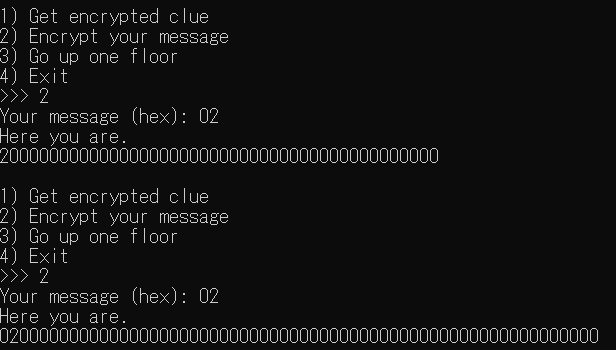 1) Get encrypted clue
2) Encrypt your message
3) Go up one floor
4) Exit
>>> 2
Your message (hex): 02
Here you are.
20000000000000000000000000000000000000000000

1) Get encrypted clue
2) Encrypt your message
3) Go up one floor
4) Exit
>>> 2
Your message (hex): 02
Here you are.
020000000000000000000000000000000000000000000000000000000000